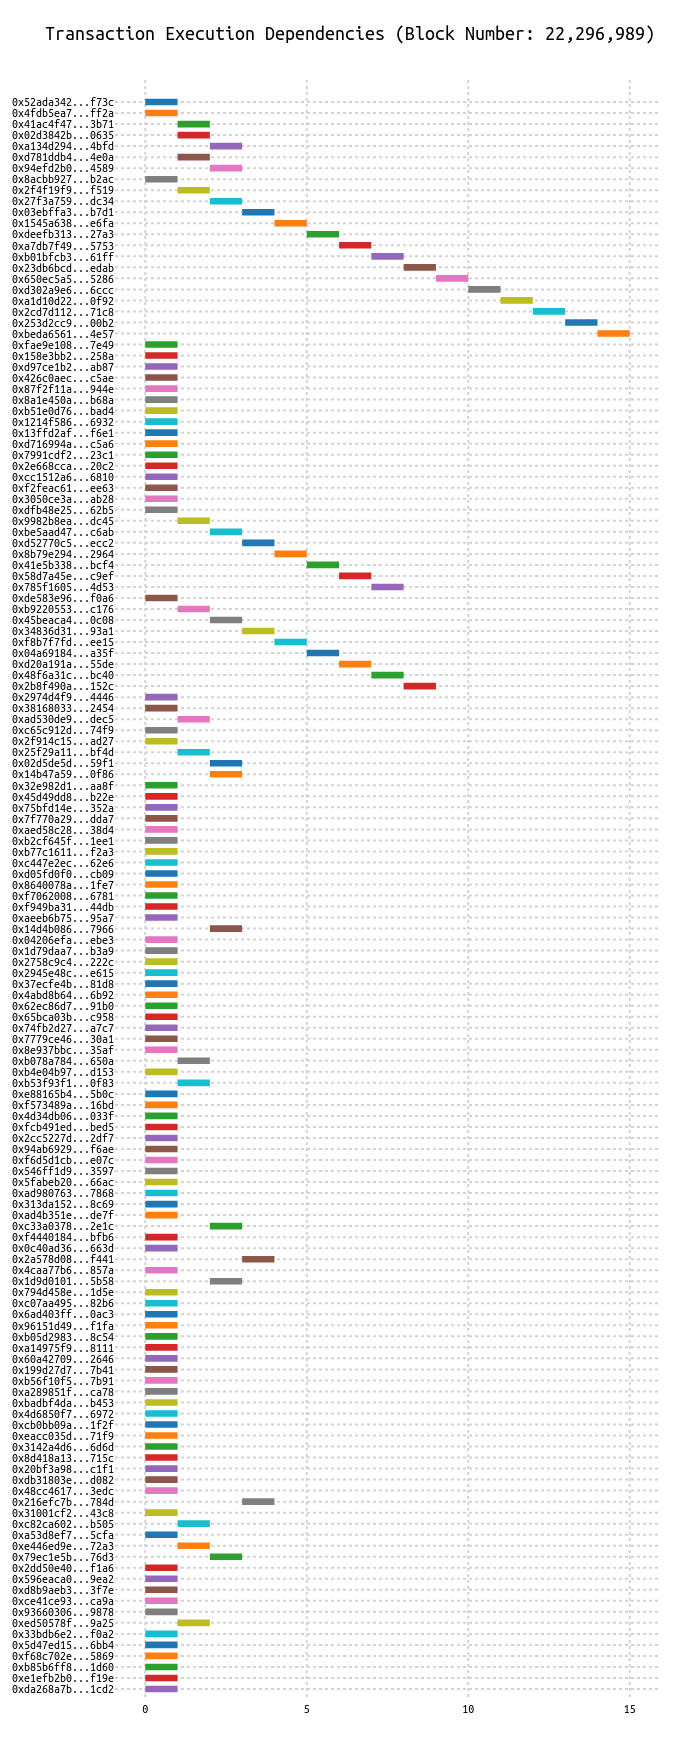 Transaction Execution Dependencies (Block Number: 22,296,989)
0x52ada342...f73c
0x4fdb5ea7...ff2a
0x41ac4f47...3b71
0x02d3842b...0635
0xa134d294...4bfd
0xd781ddb4...4e0a
0x94efd2b0...4589
0x8acbb927...b2ac
0x2f4f19f9...f519
0x27f3a759...dc34
0x03ebffa3...b7d1
0x1545a638...e6fa
0xdeefb313...27a3
0xa7db7f49...5753
0xb01bfcb3...61ff
0x23db6bcd...edab
0x650ec5a5...5286
0xd302a9e6...6ccc
0xa1d10d22...0f92
0x2cd7d112...71c8
0x253d2cc9...00b2
0xbeda6561...4e57
0xfae9e108...7e49
0x158e3bb2...258a
0xd97ce1b2...ab87
0x426c0aec...c5ae
0x87f2f11a...944e
0x8a1e450a...b68a
0xb51e0d76...bad4
0x1214f586...6932
0x13ffd2af...f6e1
0xd716994a...c5a6
0x7991cdf2...23c1
0x2e668cca...20c2
0xcc1512a6...6810
0xf2feac61...ee63
0x3050ce3a...ab28
0xdfb48e25...62b5
0x9982b8ea...dc45
0xbe5aad47...c6ab
0xd52770c5...ecc2
0x8b79e294...2964
0x41e5b338...bcf4
0x58d7a45e...c9ef
0x785f1605...4d53
0xde583e96...f0a6
0xb9220553...c176
0x45beaca4...0c08
0x34836d31...93a1
0xf8b7f7fd...ee15
0x04a69184...a35f
0xd20a191a...55de
0x48f6a31c...bc40
0x2b8f490a...152c
0x2974d4f9...4446
0x38168033...2454
0xad530de9...dec5
0xc65c912d...74f9
0x2f914c15...ad27
0x25f29a11...bf4d
0x02d5de5d...59f1
0x14b47a59...0f86
0x32e982d1...aa8f
0x45d49dd8...b22e
0x75bfd14e...352a
0x7f770a29...dda7
0xaed58c28...38d4
0xb2cf645f...1ee1
0xb77c1611...f2a3
0xc447e2ec...62e6
0xd05fd0f0...cb09
0x8640078a...1fe7
0xf7062008...6781
0xf949ba31...44db
0xaeeb6b75...95a7
0x14d4b086...7966
0x04206efa...ebe3
0x1d79daa7...b3a9
0x2758c9c4...222c
0x2945e48c...e615
0x37ecfe4b...81d8
0x4abd8b64...6b92
0x62ec86d7...91b0
0x65bca03b...c958
0x74fb2d27...a7c7
0x7779ce46...30a1
0x8e937bbc...35af
0xb078a784...650a
0xb4e04b97...d153
0xb53f93f1...0f83
0xe88165b4...5b0c
0xf573489a...16bd
0x4d34db06...033f
0xfcb491ed...bed5
0x2cc5227d...2df7
0x94ab6929...f6ae
0xf6d5d1cb...e07c
0x546ff1d9...3597
0x5fabeb20...66ac
0xad980763...7868
0x313da152...8c69
0xad4b351e...de7f
0xc33a0378...2e1c
0xf4440184...bfb6
0x0c40ad36...663d
0x2a578d08...f441
0x4caa77b6...857a
0x1d9d0101...5b58
0x794d458e...1d5e
0xc07aa495...82b6
0x6ad403ff...0ac3
0x96151d49...f1fa
0xb05d2983...8c54
0xa14975f9...8111
0x60a42709...2646
0x199d27d7...7b41
0xb56f10f5...7b91
0xa289851f...ca78
0xbadbf4da...b453
0x4d6850f7...6972
0xcb0bb09a...1f2f
0xeacc035d...71f9
0x3142a4d6...6d6d
0x8d418a13...715c
0x20bf3a98...c1f1
0xdb31803e...d082
0x48cc4617...3edc
0x216efc7b...784d
0x31001cf2...43c8
0xc82ca602...b505
0xa53d8ef7...5cfa
0xe446ed9e...72a3
0x79ec1e5b...76d3
0x2dd50e40...f1a6
0x596eaca0...9ea2
0xd8b9aeb3...3f7e
0xce41ce93...ca9a
0x93660306...9878
0xed50578f...9a25
0x33bdb6e2...f0a2
0x5d47ed15...6bb4
0xf68c702e...5869
0xb85b6ff8...1d60
0xe1efb2b0...f19e
0xda268a7b...1cd2
0 5 10 15